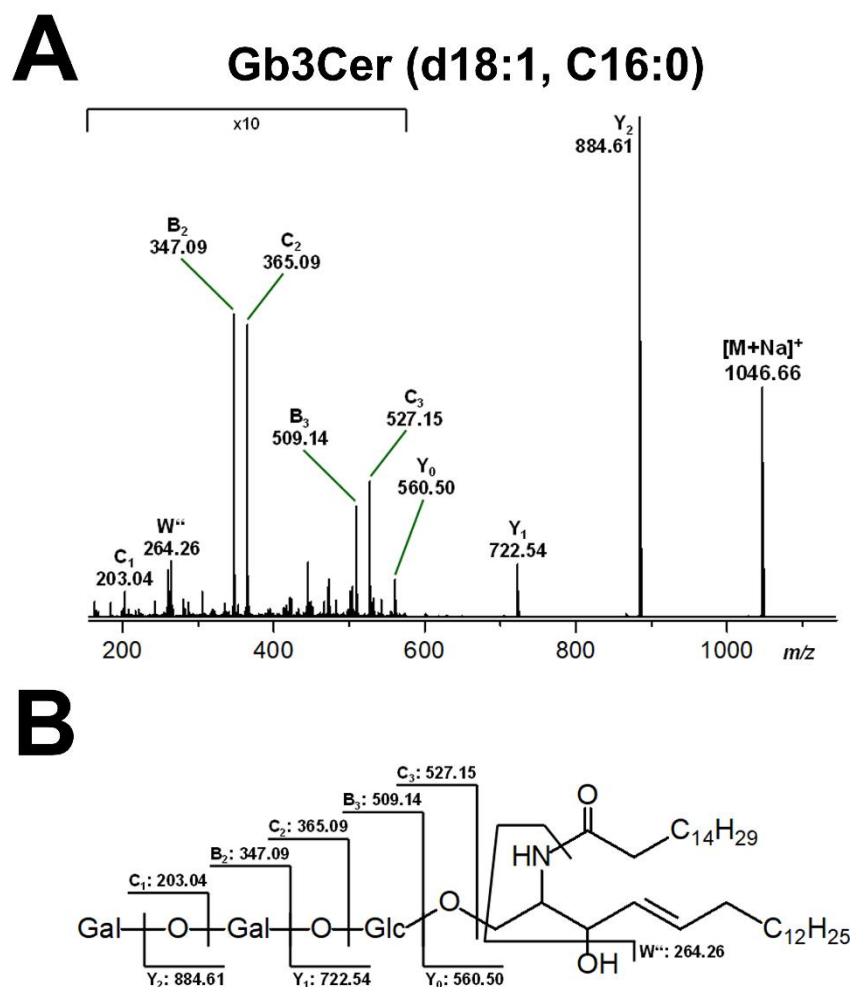 A
Gb3Cer (d18:1, C16:0)
x10
Y₂
884.61
B₂
347.09
C₂
365.09
[M+Na]⁺
1046.66
C₃
527.15
B₃
509.14
Y₀
560.50
W“
264.26
C₁
203.04
Y₁
722.54
200
400
600
800
1000
m/z
B
C₃: 527.15
B₃: 509.14
C₂: 365.09
B₂: 347.09
C₁: 203.04
O
HN
C₁₄H₂₉
Gal
O
Gal
O
Glc
O
C₁₂H₂₅
OH
W“: 264.26
Y₂: 884.61
Y₁: 722.54
Y₀: 560.50